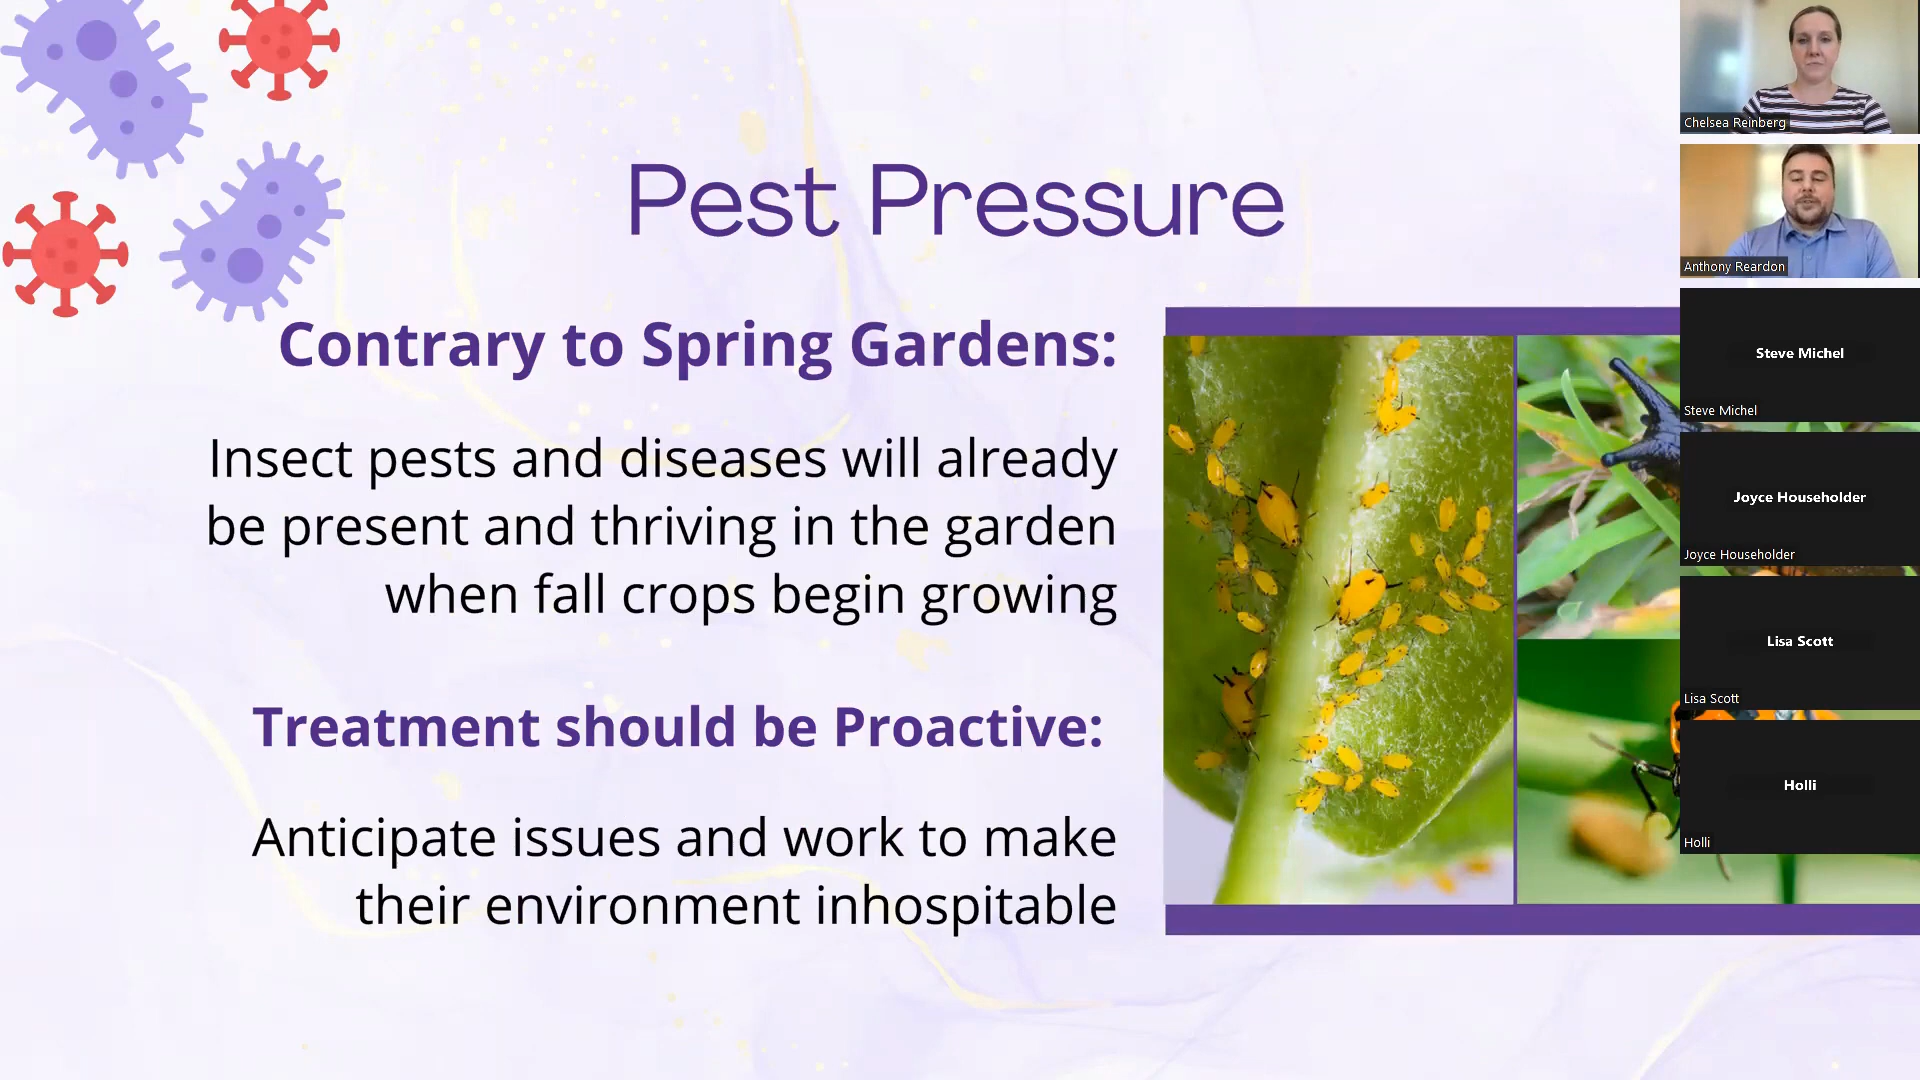 Pest Pressure
Contrary to Spring Gardens:
Insect pests and diseases will already
be present and thriving in the garden
when fall crops begin growing
Treatment should be Proactive:
Anticipate issues and work to make
their environment inhospitable
Chelsea Reinberg
Anthony Reardon
Steve Michel
Steve Michel
Joyce Householder
Joyce Householder
Lisa Scott
Lisa Scott
Holli
Holli